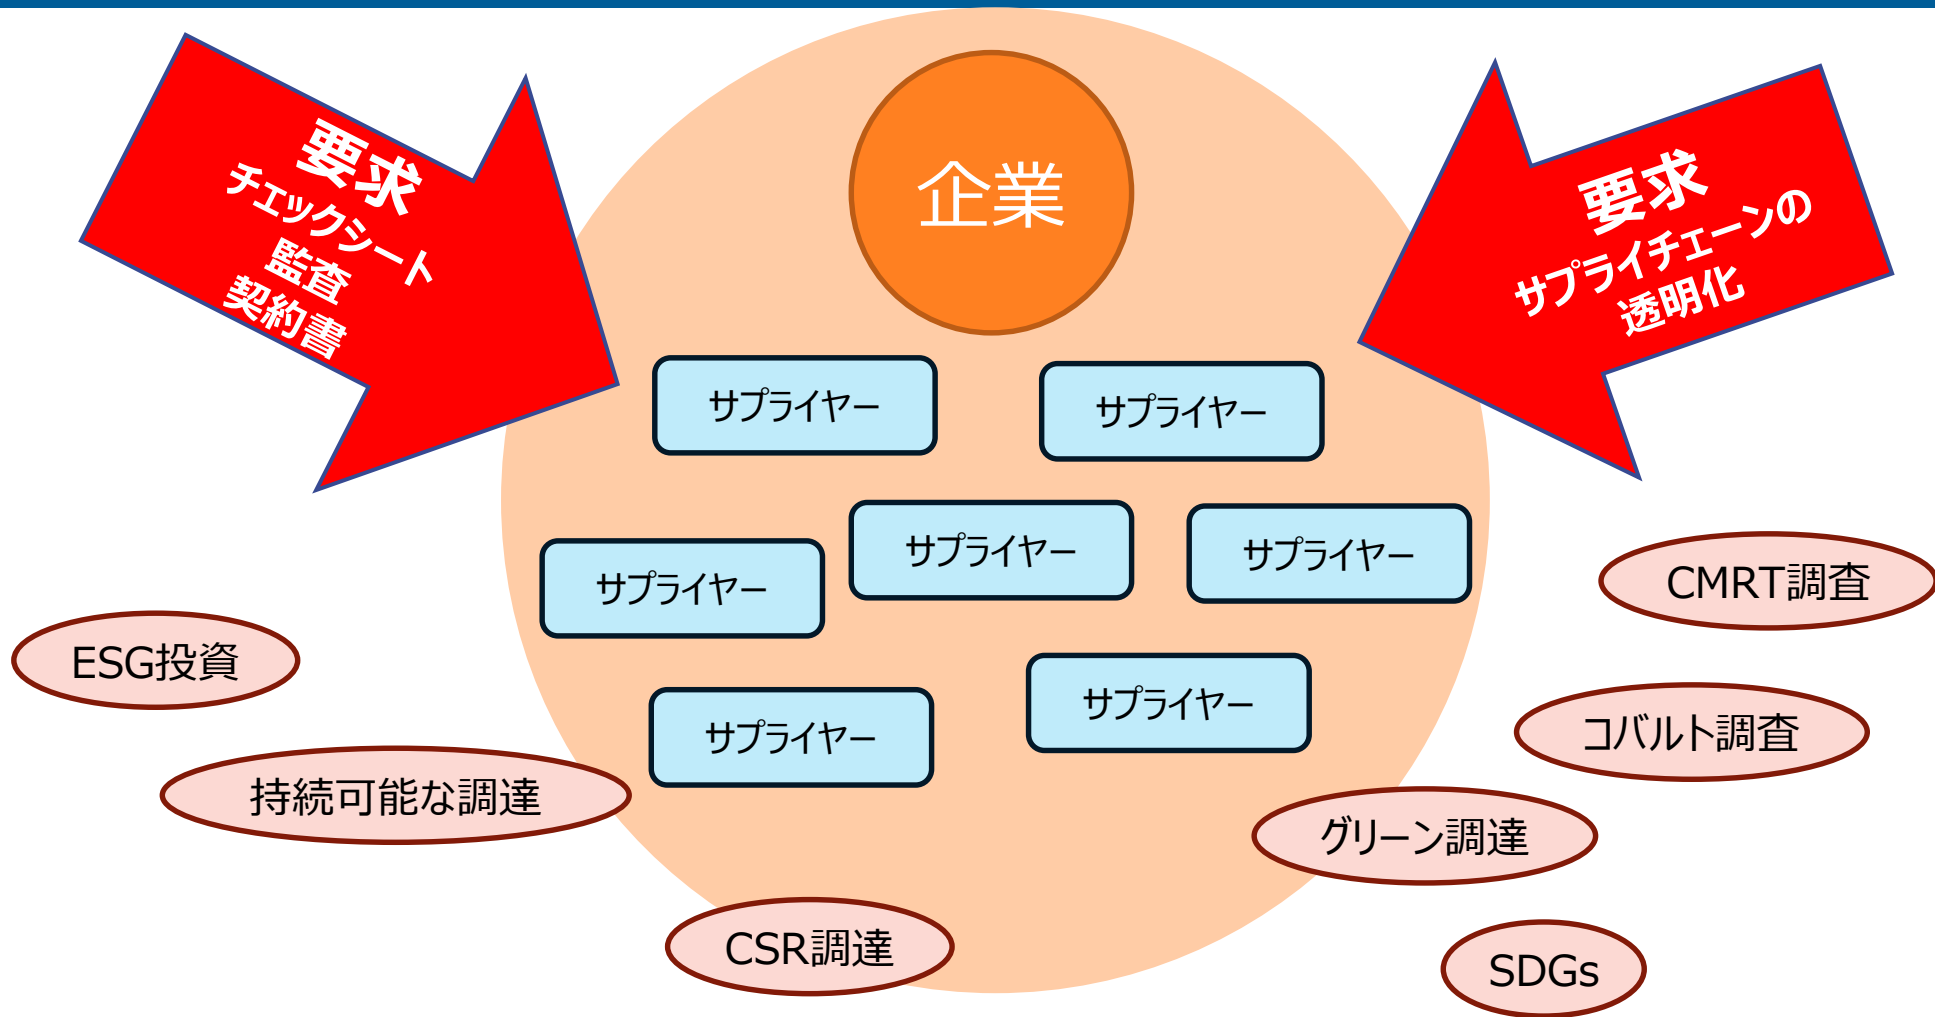 要求
チェックシート
監査
契約書
企業
要求
サプライチェーンの
透明化
サプライヤー
サプライヤー
サプライヤー
サプライヤー
サプライヤー
サプライヤー
サプライヤー
ESG投資
持続可能な調達
CSR調達
CMRT調査
コバルト調査
グリーン調達
SDGs